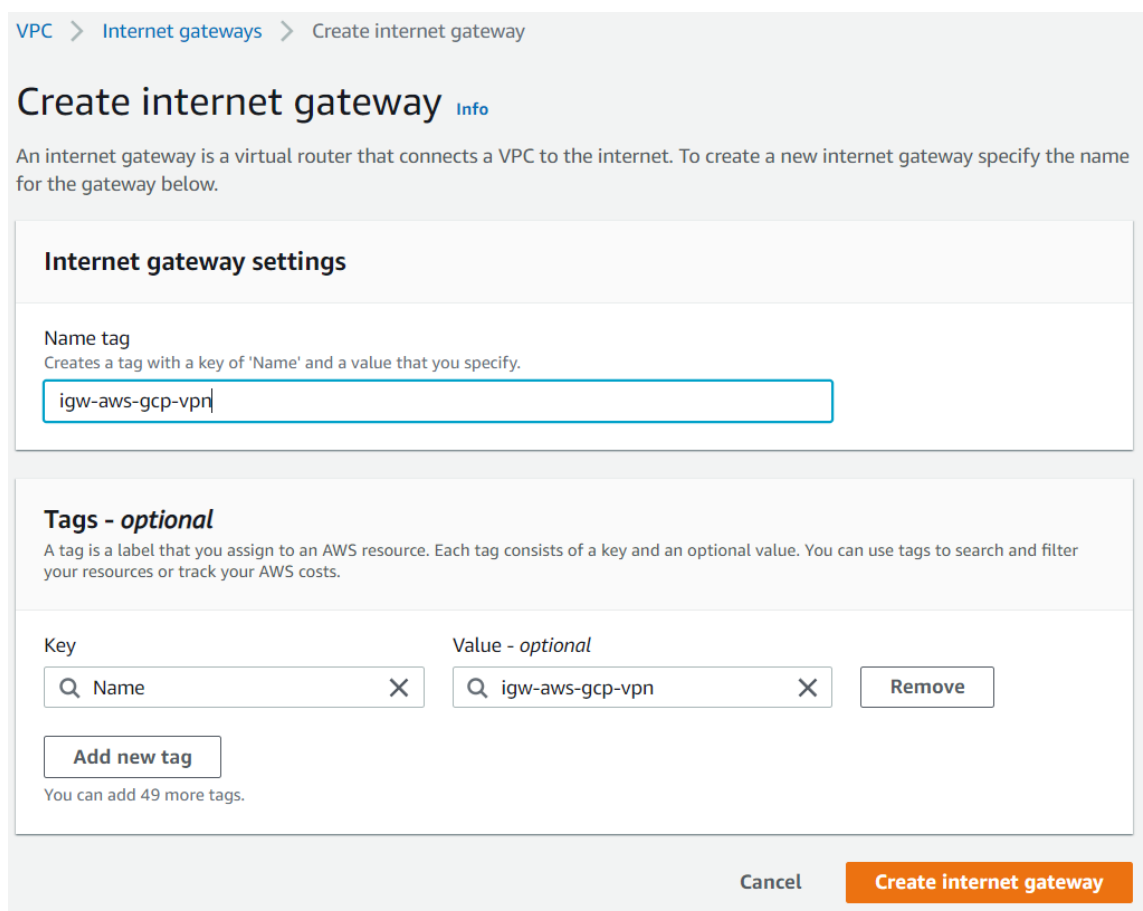 VPC > Internet gateways > Create internet gateway
Create internet gateway Info
An internet gateway is a virtual router that connects a VPC to the internet. To create a new internet gateway specify the name
for the gateway below.
Internet gateway settings
Name tag
Creates a tag with a key of 'Name' and a value that you specify.
igw-aws-gcp-vpn
Tags - optional
A tag is a label that you assign to an AWS resource. Each tag consists of a key and an optional value. You can use tags to search and filter
your resources or track your AWS costs.
Key Value - optional
Name igw-aws-gcp-vpn Remove
Add new tag
You can add 49 more tags.
Cancel Create internet gateway